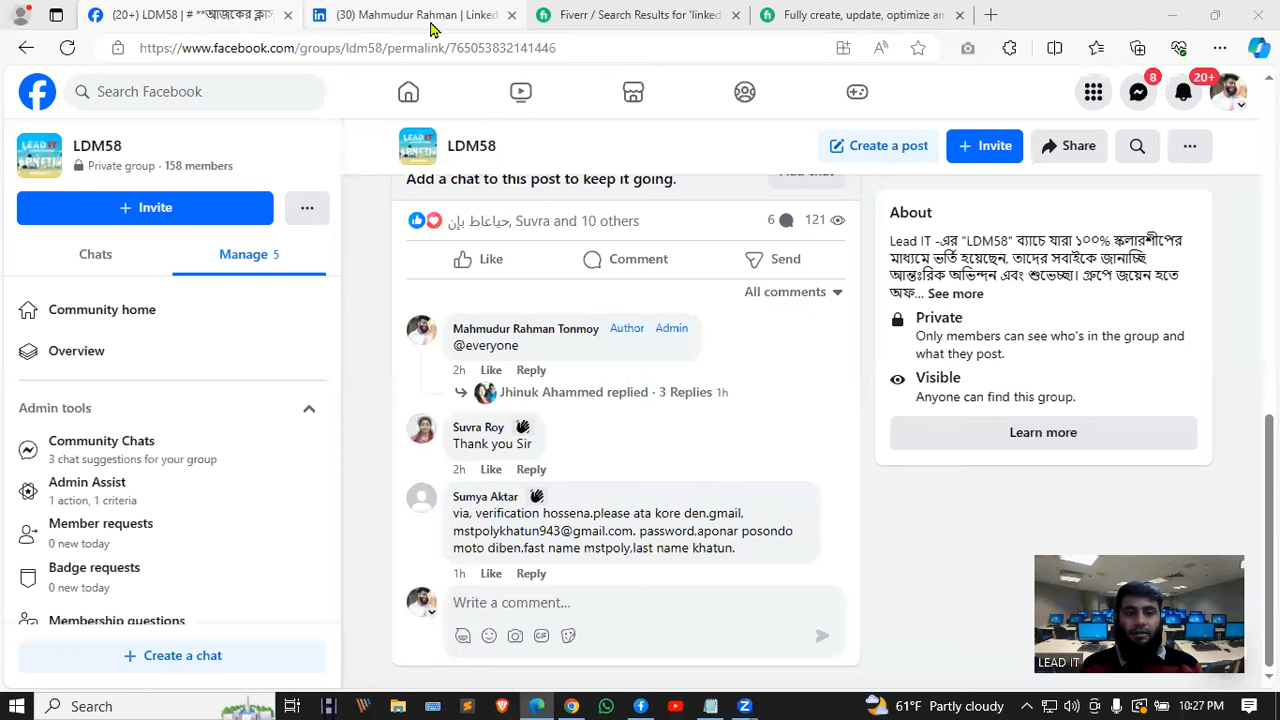 (20+) LDM58 | # **আজকের ক্লাস
(30) Mahmudur Rahman | Linked
Fiverr / Search Results for 'linked
Fully create, update, optimize an
https://www.facebook.com/groups/ldm58/permalink/765053832141446
Search Facebook
8
20+
LDM58
Private group · 158 members
Invite
Chats
Manage 5
Community home
Overview
Admin tools
Community Chats
3 chat suggestions for your group
Admin Assist
1 action, 1 criteria
Member requests
0 new today
Badge requests
0 new today
Membership questions
Create a chat
LDM58
Create a post
Invite
Share
Add a chat to this post to keep it going.
Add chat
حياعاط بإن, Suvra and 10 others
6
121
Like
Comment
Send
All comments
Mahmudur Rahman Tonmoy Author Admin
@everyone
2h Like Reply
Jhinuk Ahammed replied · 3 Replies 1h
Suvra Roy
Thank you Sir
2h Like Reply
Sumya Aktar
via, verification hossena.please ata kore den.gmail,
mstpolykhatun943@gmail.com. password,aponar posondo
moto diben.fast name mstpoly,last name khatun.
1h Like Reply
Write a comment...
GIF
About
Lead IT -এর "LDM58" ব্যাচে যারা ১০০% স্কলারশীপের
মাধ্যমে ভর্তি হয়েছেন, তাদের সবাইকে জানাচ্ছি
আন্তঃরিক অভিন্দন এবং শুভেচ্ছা। গ্রুপে জয়েন হতে
অফ... See more
Private
Only members can see who's in the group and
what they post.
Visible
Anyone can find this group.
Learn more
LEAD IT
Search
61°F Partly cloudy
10:27 PM